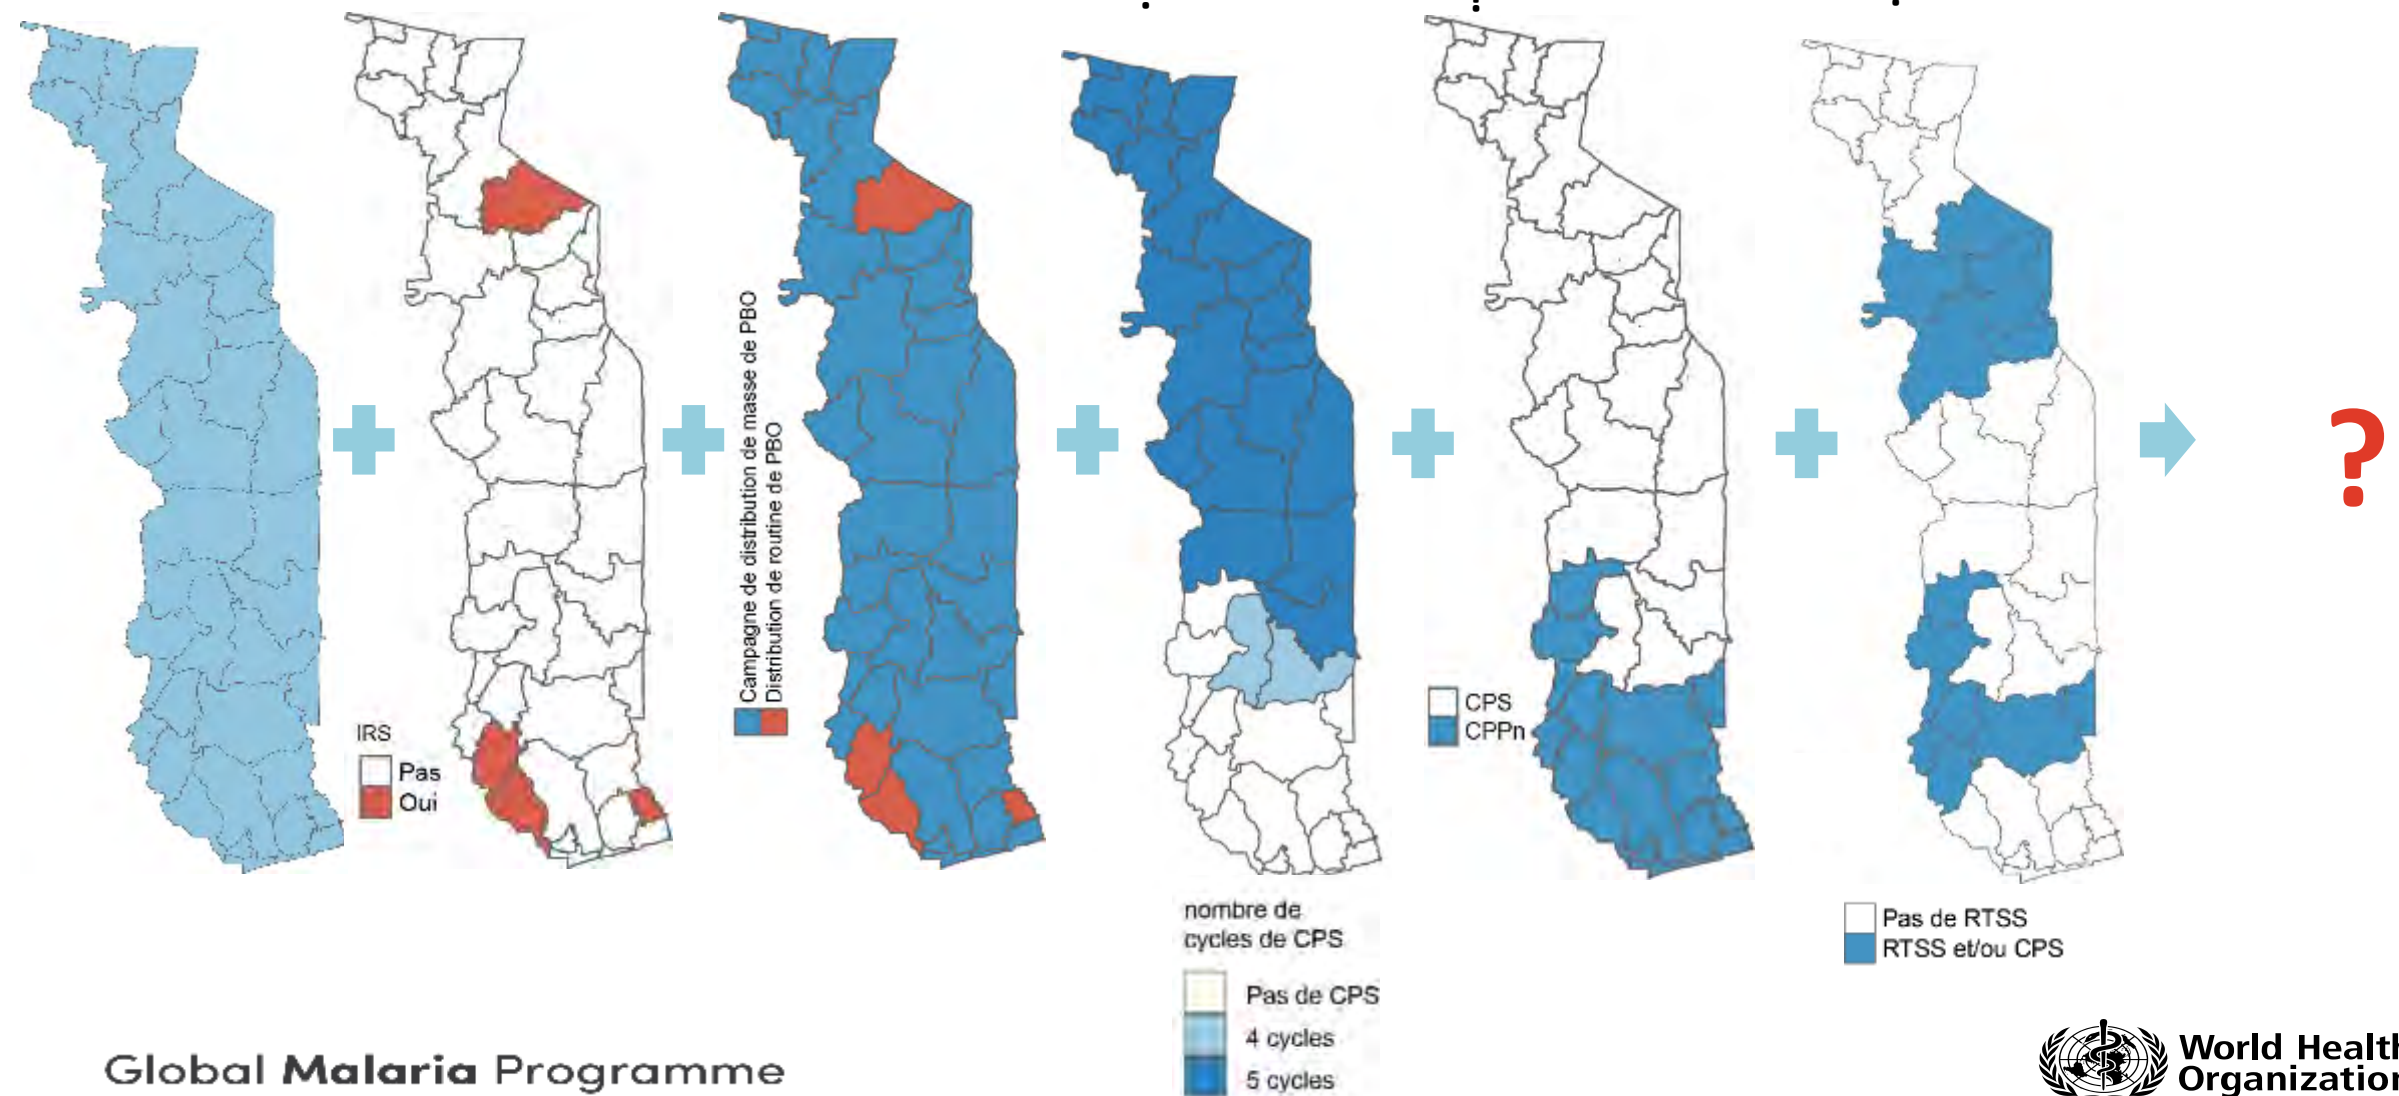 IRS
Pas
Oui
Campagne de distribution de masse de PBO
Distribution de routine de PBO
nombre de
cycles de CPS
Pas de CPS
4 cycles
5 cycles
CPS
CPPn
Pas de RTSS
RTSS et/ou CPS
?
Global Malaria Programme
World Health
Organization